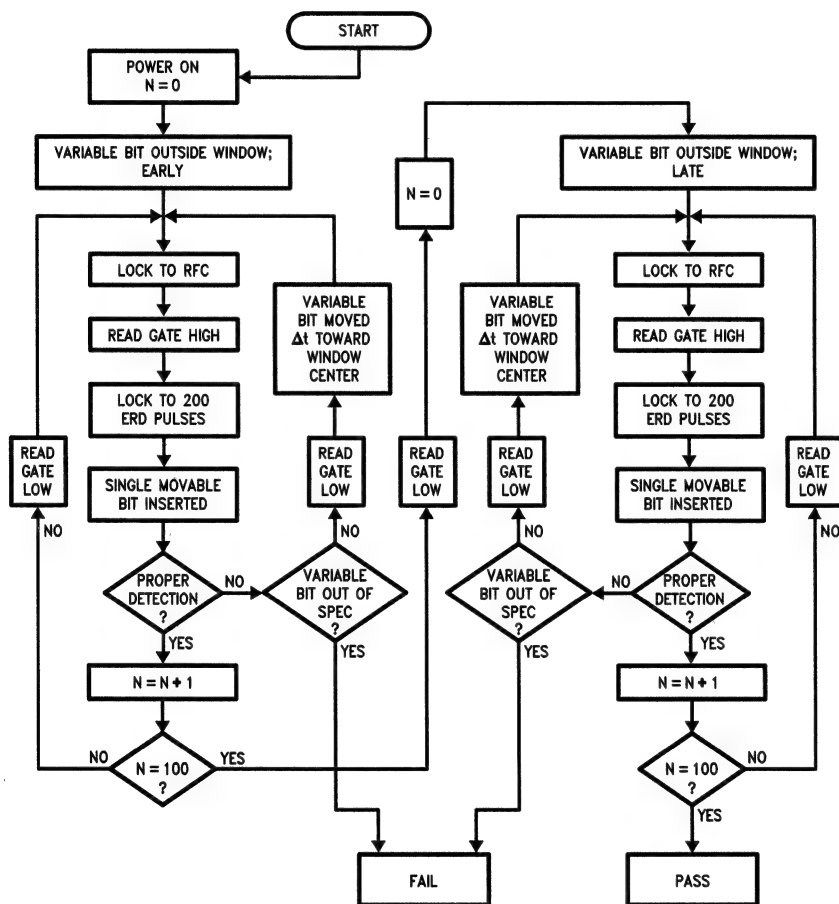 START
POWER ON
N = 0
VARIABLE BIT OUTSIDE WINDOW;
EARLY
LOCK TO RFC
READ GATE HIGH
LOCK TO 200
ERD PULSES
SINGLE MOVABLE
BIT INSERTED
PROPER
DETECTION
?
YES
NO
N = N + 1
N = 100
?
NO
YES
READ
GATE
LOW
NO
VARIABLE
BIT MOVED
Δt TOWARD
WINDOW
CENTER
READ
GATE
LOW
NO
VARIABLE
BIT OUT OF
SPEC
?
YES
READ
GATE
LOW
N = 0
VARIABLE BIT OUTSIDE WINDOW;
LATE
LOCK TO RFC
READ GATE HIGH
LOCK TO 200
ERD PULSES
SINGLE MOVABLE
BIT INSERTED
PROPER
DETECTION
?
NO
YES
N = N + 1
N = 100
?
NO
YES
READ
GATE
LOW
NO
VARIABLE
BIT MOVED
Δt TOWARD
WINDOW
CENTER
READ
GATE
LOW
NO
VARIABLE
BIT OUT OF
SPEC
?
YES
FAIL
PASS